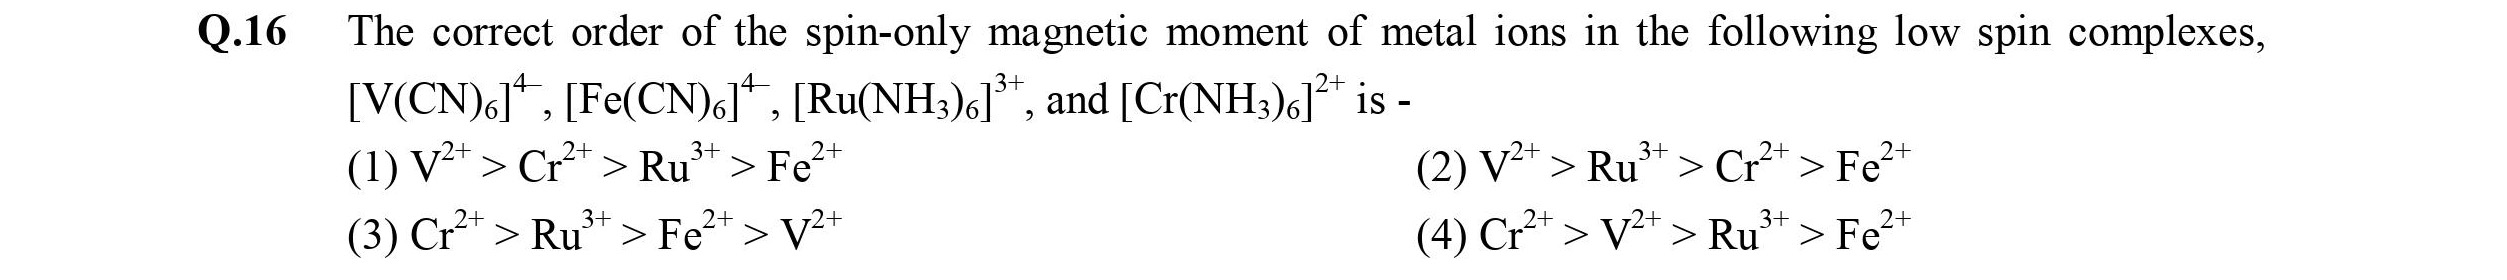 Q.16 The correct order of the spin-only magnetic moment of metal ions in the following low spin complexes,
[V(CN)₆]⁴⁻, [Fe(CN)₆]⁴⁻, [Ru(NH₃)₆]³⁺, and [Cr(NH₃)₆]²⁺ is -
(1) V²⁺ > Cr²⁺ > Ru³⁺ > Fe²⁺ (2) V²⁺ > Ru³⁺ > Cr²⁺ > Fe²⁺
(3) Cr²⁺ > Ru³⁺ > Fe²⁺ > V²⁺ (4) Cr²⁺ > V²⁺ > Ru³⁺ > Fe²⁺